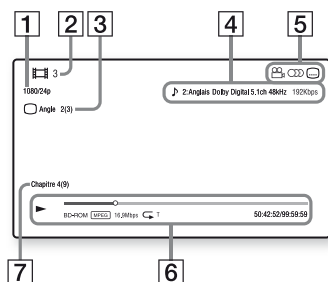 1 2 3 4 5
3
1080/24p
♪ 2:Anglais Dolby Digital 5.1ch 48kHz 192Kbps
Angle 2(3)
Chapitre 4(9)
BD-ROM MPEG 16,9Mbps T 50:42:52/99:59:59
7 6